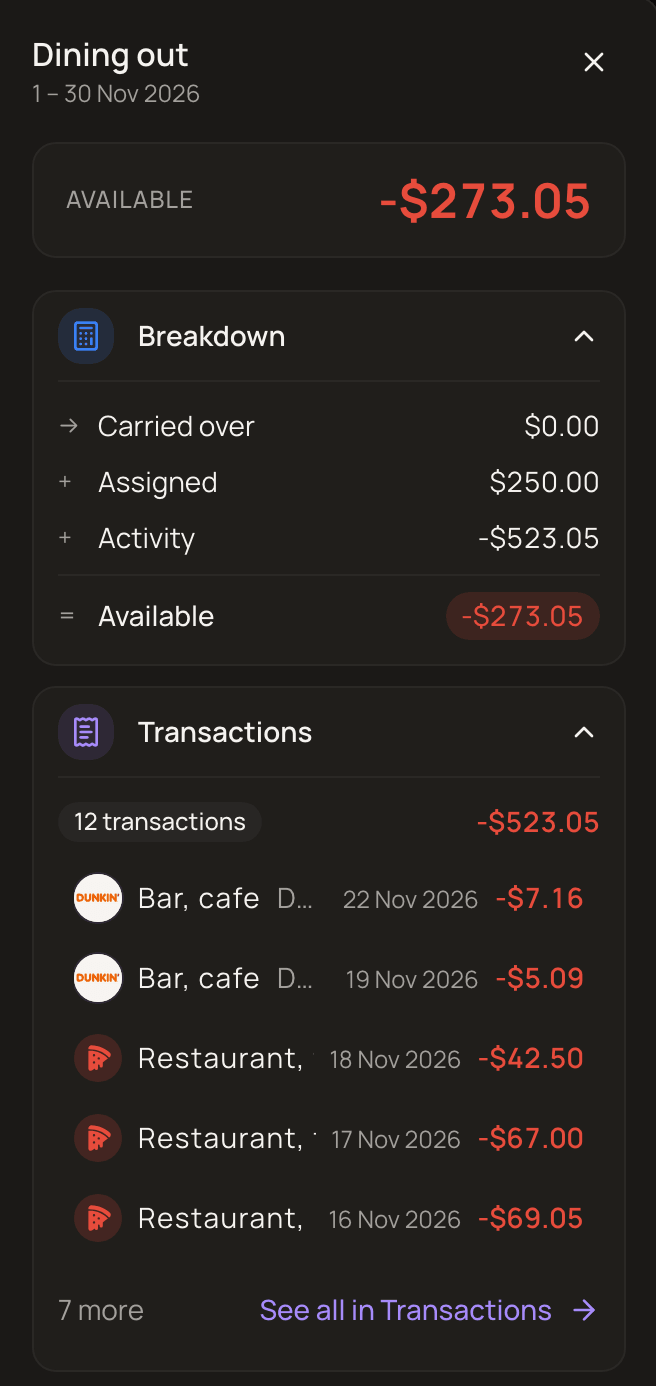 Dining out
1 – 30 Nov 2026
AVAILABLE -$273.05
Breakdown
→ Carried over $0.00
+ Assigned $250.00
+ Activity -$523.05
= Available -$273.05
Transactions
12 transactions -$523.05
DUNKIN' Bar, cafe D... 22 Nov 2026 -$7.16
DUNKIN' Bar, cafe D... 19 Nov 2026 -$5.09
Restaurant, 18 Nov 2026 -$42.50
Restaurant, 17 Nov 2026 -$67.00
Restaurant, 16 Nov 2026 -$69.05
7 more See all in Transactions →